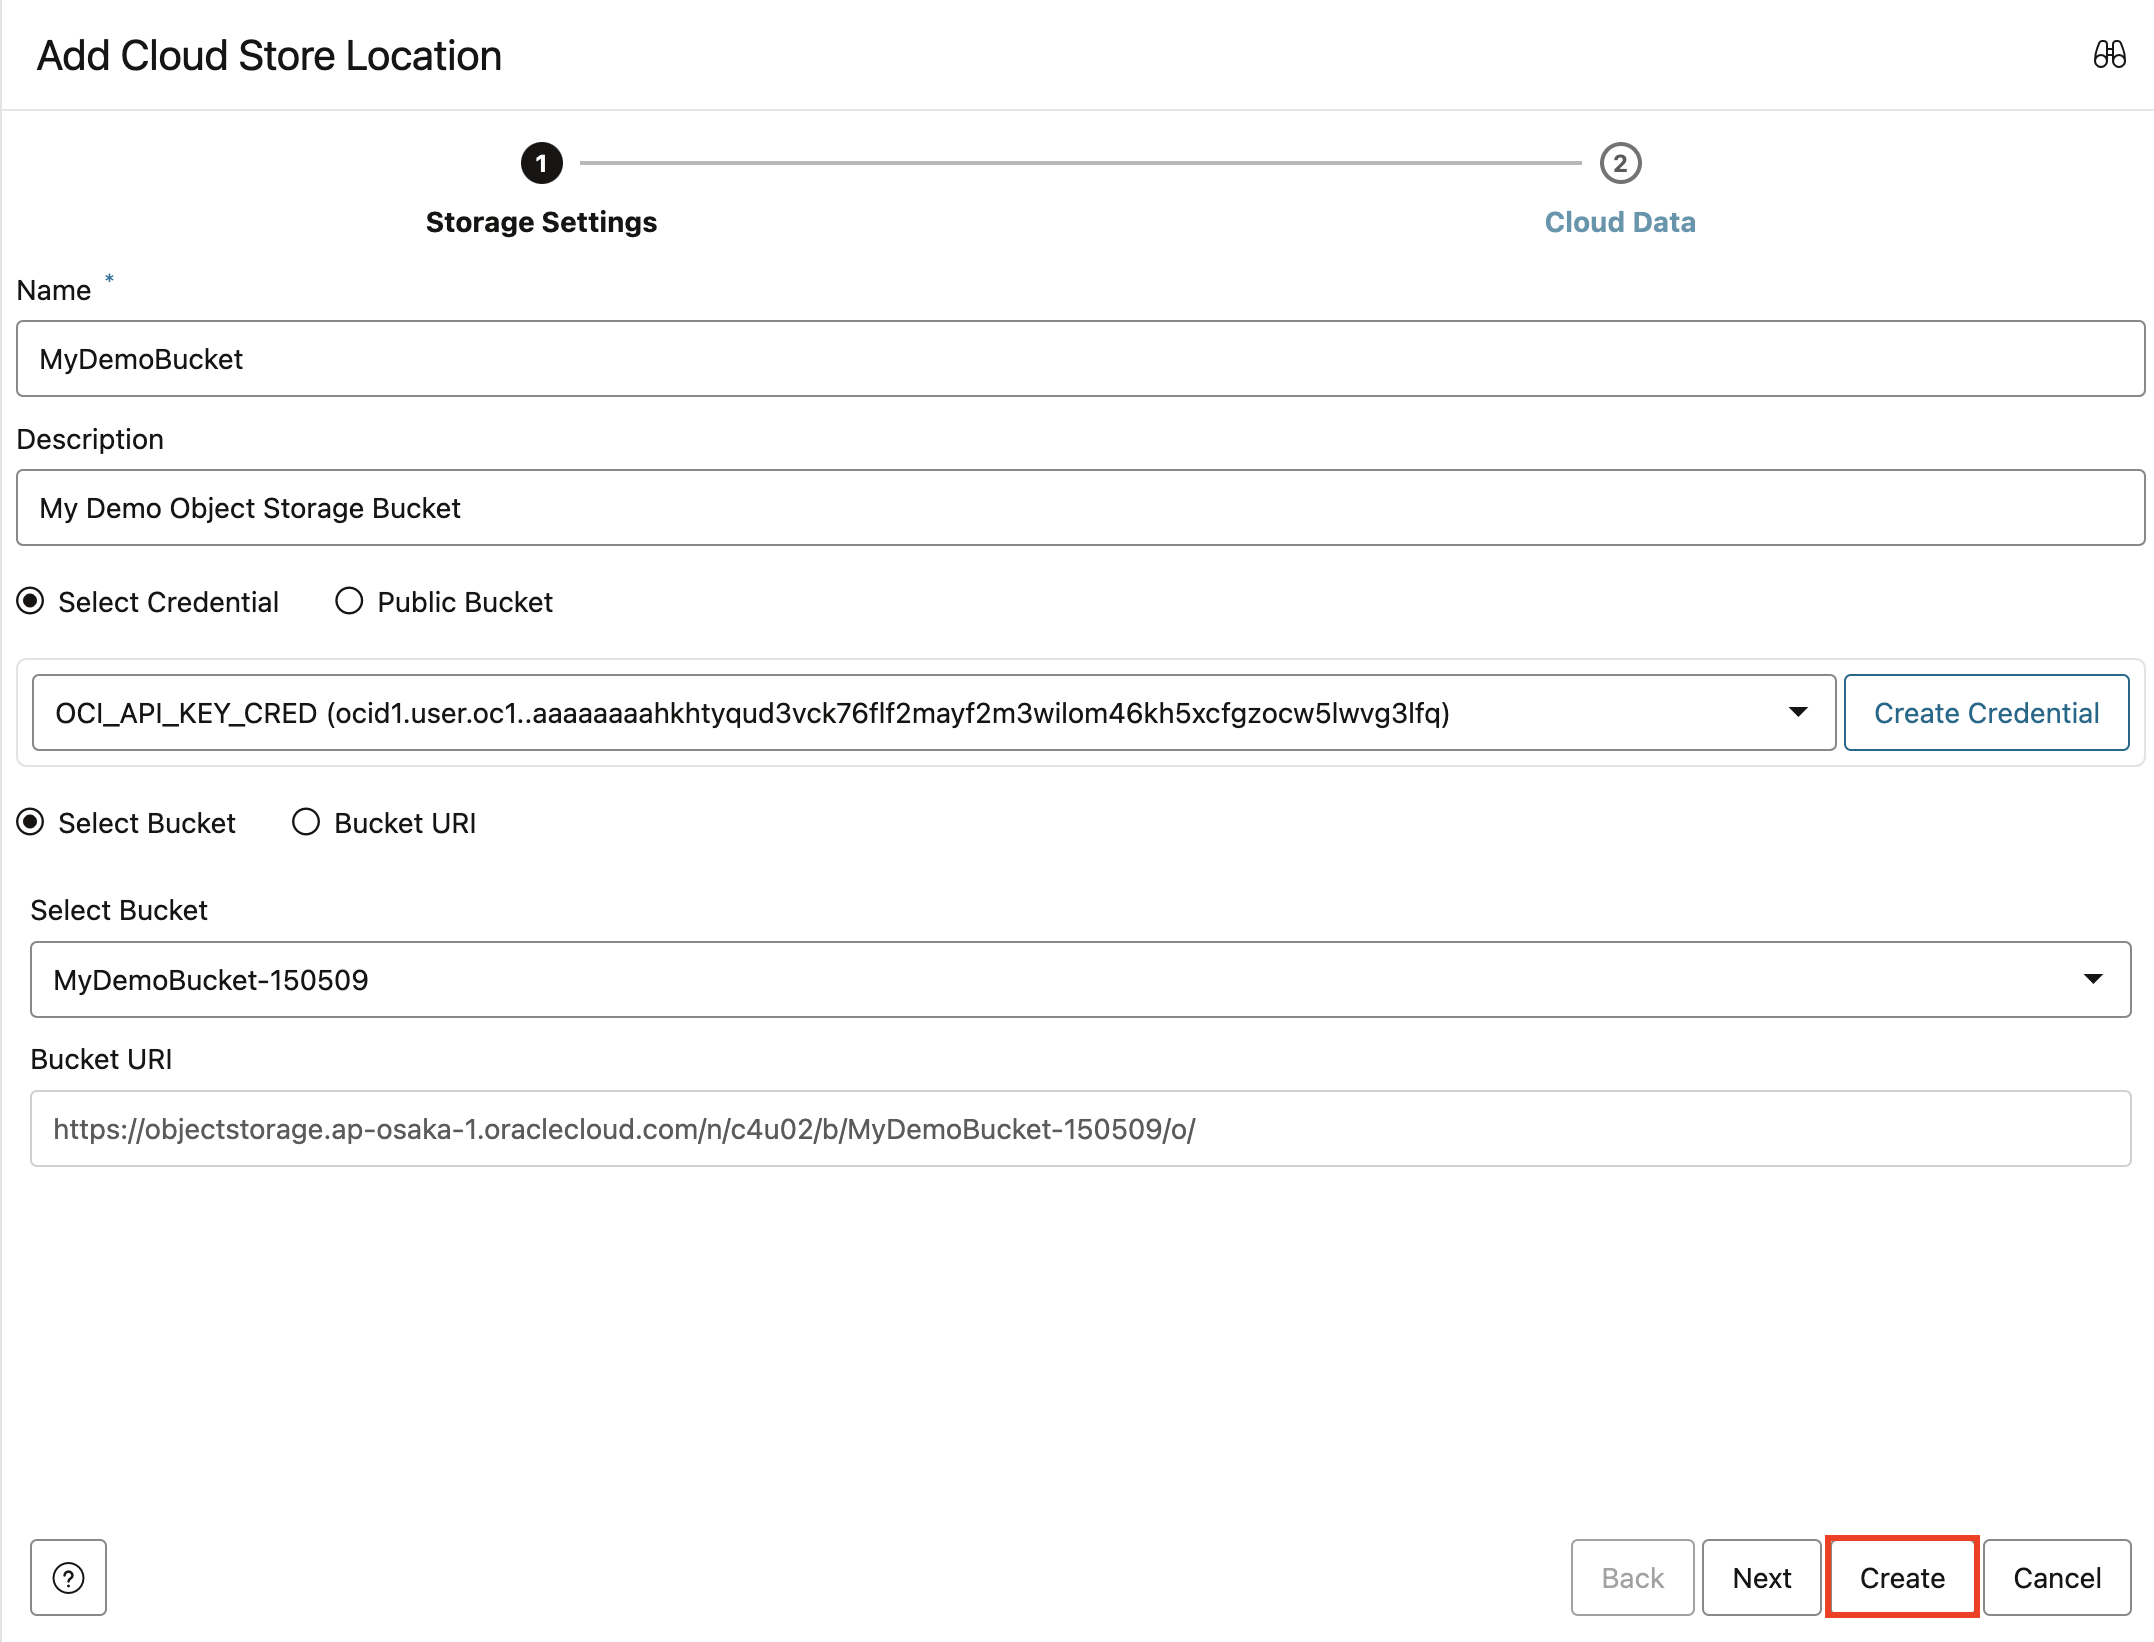 Add Cloud Store Location
1
2
Storage Settings
Cloud Data
Name *
MyDemoBucket
Description
My Demo Object Storage Bucket
Select Credential
Public Bucket
OCI_API_KEY_CRED (ocid1.user.oc1..aaaaaaaahkhtyqud3vck76flf2mayf2m3wilom46kh5xcfgzocw5lwvg3lfq)
Create Credential
Select Bucket
Bucket URI
Select Bucket
MyDemoBucket-150509
Bucket URI
https://objectstorage.ap-osaka-1.oraclecloud.com/n/c4u02/b/MyDemoBucket-150509/o/
?
Back
Next
Create
Cancel